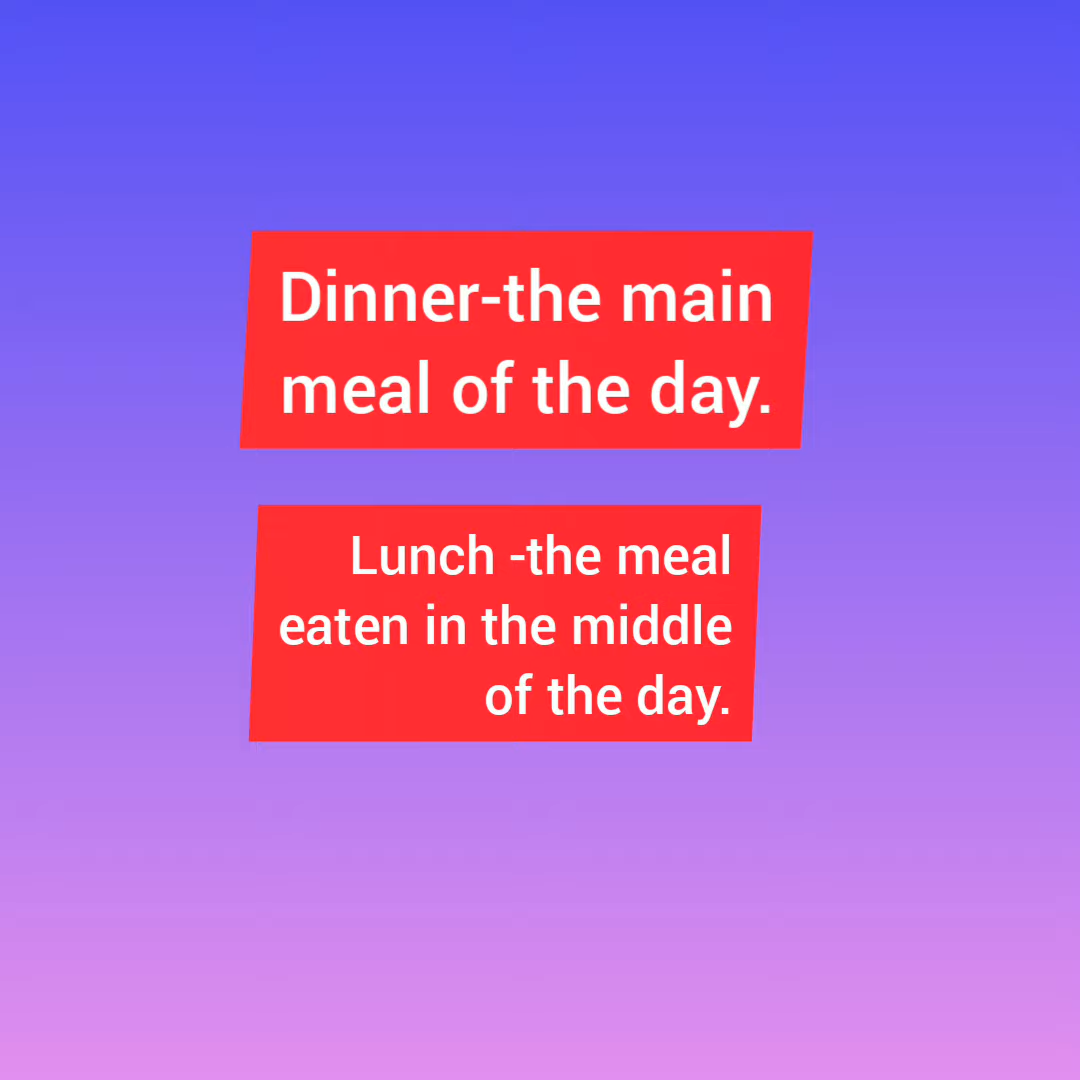 Dinner-the main
meal of the day.
Lunch -the meal
eaten in the middle
of the day.